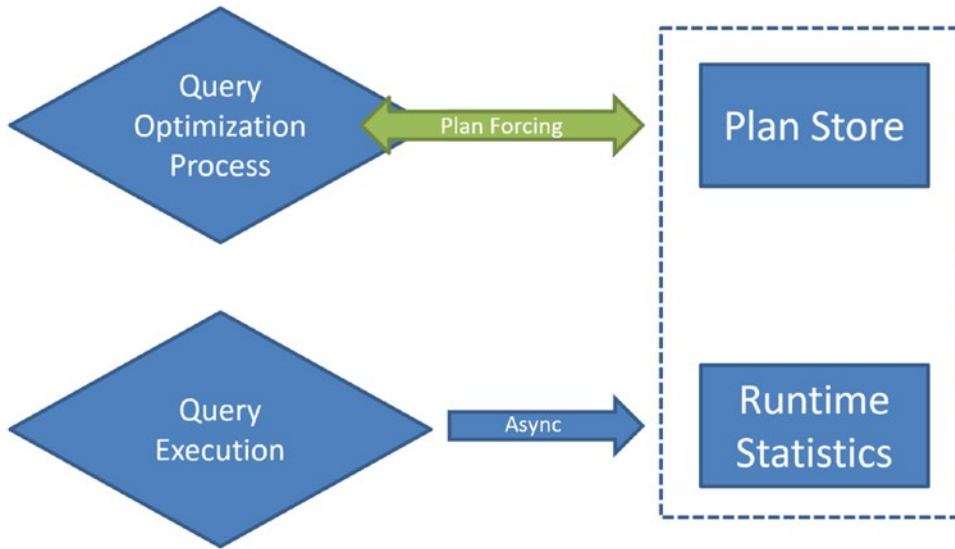 Query
Optimization
Process
Plan Forcing
Plan Store
Query
Execution
Async
Runtime
Statistics